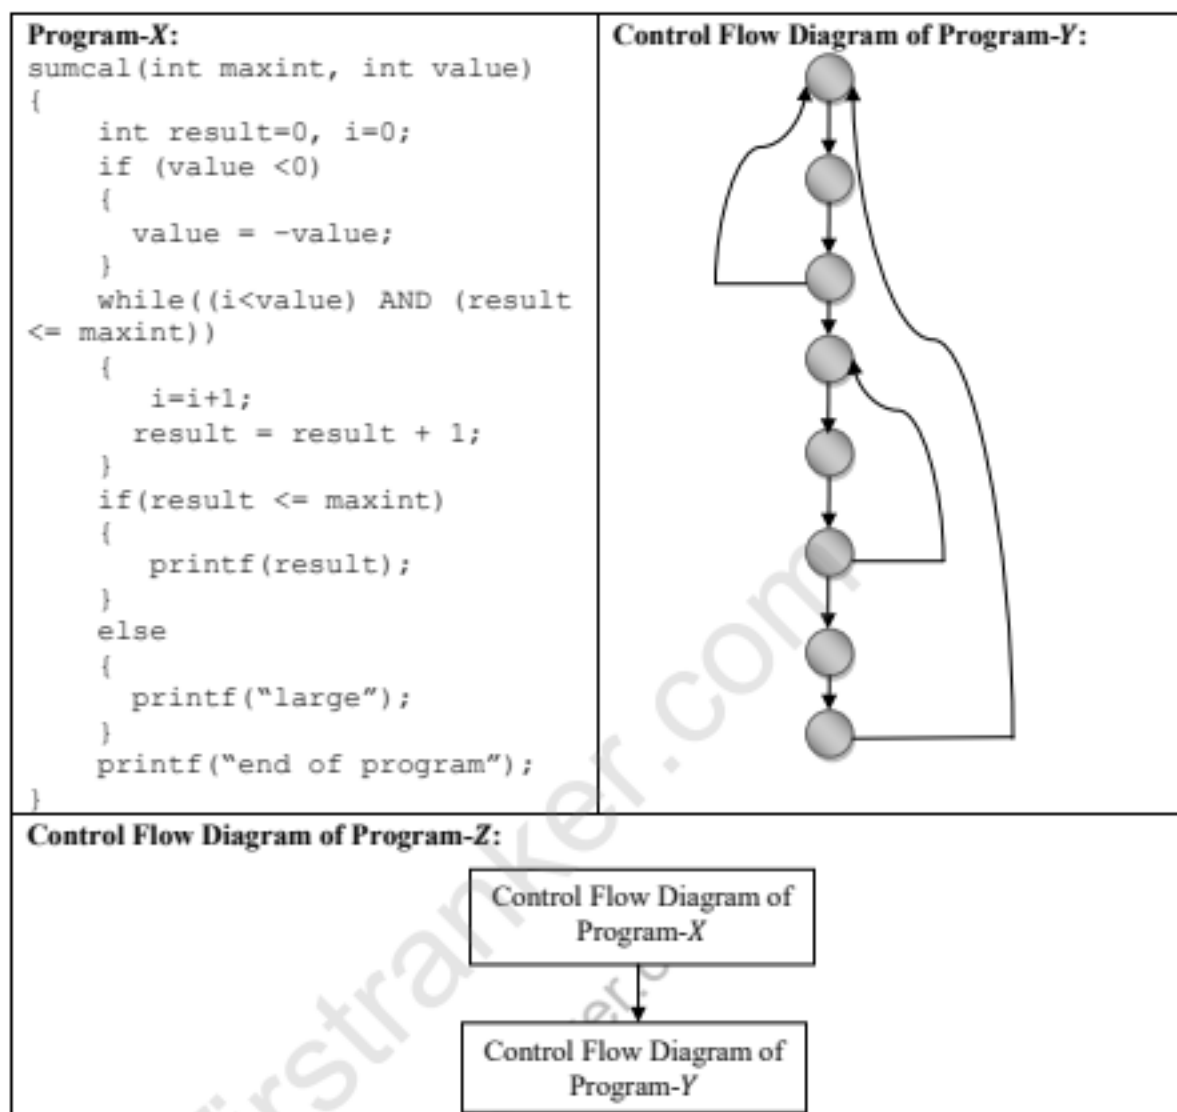 Program-X:
sumcal(int maxint, int value)
{
int result=0, i=0;
if (value <0)
{
value = -value;
}
while((i<value) AND (result
<= maxint))
{
i=i+1;
result = result + 1;
}
if(result <= maxint)
{
printf(result);
}
else
{
printf("large");
}
printf("end of program");
}
Control Flow Diagram of Program-Y:
Control Flow Diagram of Program-Z:
Control Flow Diagram of
Program-X
Control Flow Diagram of
Program-Y
firstranker.com